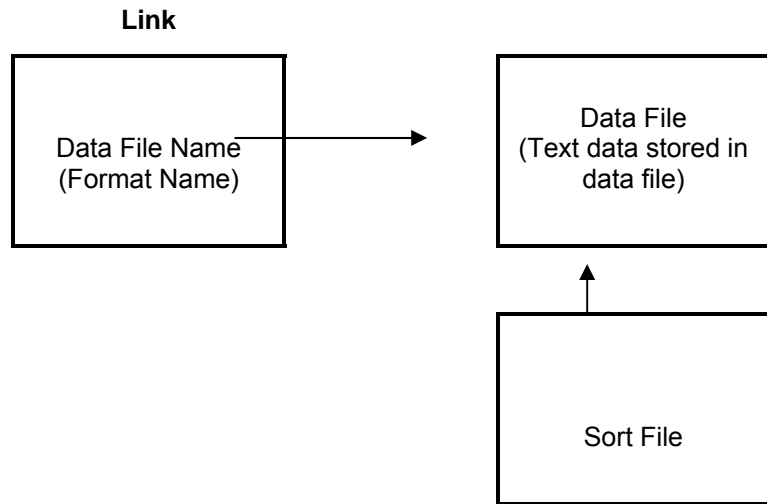 Link
Data File Name
(Format Name)
Data File
(Text data stored in
data file)
Sort File